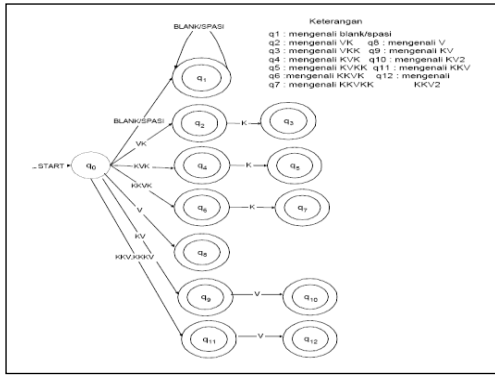 BLANK/SPASI
Keterangan
q1 : mengenali blank/spasi
q2 : mengenali VK q8 : mengenali V
q3 : mengenali VKK q9 : mengenali KV
q4 : mengenali KVK q10 : mengenali KV2
q5 : mengenali KVKK q11 : mengenali KKV
q6 :mengenali KKVK q12 : mengenali
q7 : mengenali KKVKK KKV2
q1
BLANK/SPASI
q2
K
q3
VK
START
q0
KVK
q4
K
q5
KKVK
q6
K
q7
V
q8
KV
KKV,KKKV
q9
V
q10
q11
V
q12